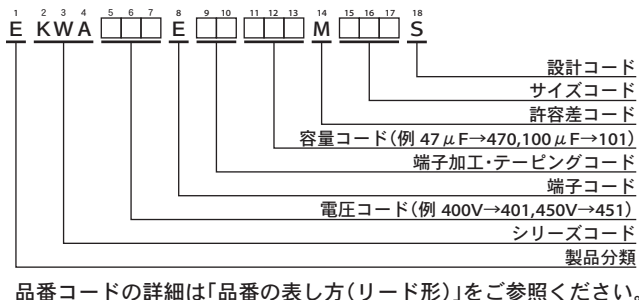 1 2 3 4 5 6 7 8 9 10 11 12 13 14 15 16 17 18
E KWA □□□ E □□ □□□ M □□□ S
設計コード
サイズコード
許容差コード
容量コード(例 47μF→470,100μF→101)
端子加工・テーピングコード
端子コード
電圧コード(例 400V→401,450V→451)
シリーズコード
製品分類
品番コードの詳細は「品番の表し方(リード形)」をご参照ください。